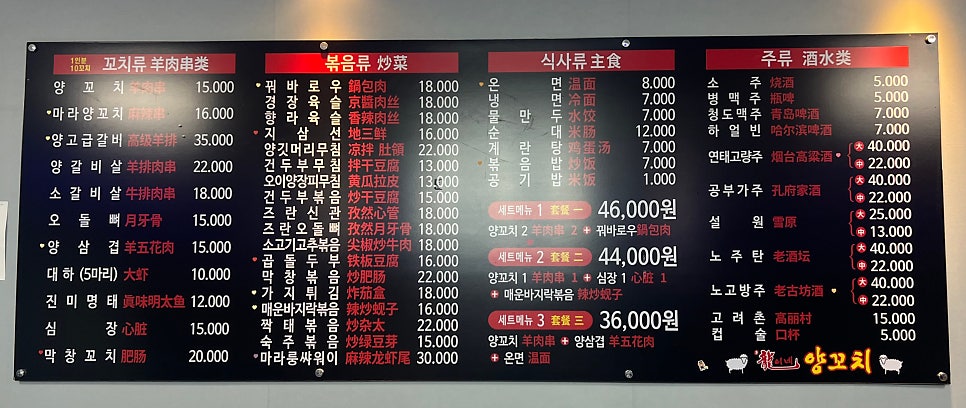 1인분 10꼬치
꼬치류 羊肉串类
양꼬치 羊肉串 15.000
마라양꼬치 麻辣串 16.000
양고급갈비 高级羊排 35.000
양갈비살 羊排肉串 22.000
소갈비살 牛排肉串 18.000
오돌뼈 月牙骨 15.000
양삼겹 羊五花肉 15.000
대하 (5마리) 大虾 10.000
진미명태 真味明太鱼 12.000
심장 心脏 15.000
막창꼬치 肥肠 20.000
볶음류 炒菜
꿔바로우 鍋包肉 18.000
경장육슬 京醬肉丝 18.000
향라육슬 香辣肉丝 18.000
지삼선 地三鲜 16.000
양깃머리무침 凉拌 肚領 22.000
건두부무침 拌干豆腐 13.000
오이양장피무침 黄瓜拉皮 13.000
건두부볶음 炒干豆腐 15.000
즈란신관 孜然心管 18.000
즈란오돌뼈 孜然月牙骨 18.000
소고기고추볶음 尖椒炒牛肉 18.000
곱돌두부 铁板豆腐 16.000
막창볶음 炒肥肠 22.000
가지튀김 炸茄盒 18.000
매운바지락볶음 辣炒蚬子 16.000
짝태볶음 炒杂太 22.000
숙주볶음 炒绿豆芽 15.000
마라룽쌰워이 麻辣龙虾尾 30.000
식사류 主食
온면 温面 8.000
냉면 冷面 7.000
물만두 水饺 7.000
순대 米肠 12.000
계란탕 鸡蛋汤 7.000
볶음밥 炒饭 7.000
공기밥 米饭 1.000
세트메뉴 1 套餐 一 46,000원
양꼬치 2 羊肉串 2 + 꿔바로우鍋包肉
세트메뉴 2 套餐 二 44,000원
양꼬치 1 羊肉串 1 + 심장 1 心脏 1
+ 매운바지락볶음 辣炒蚬子
세트메뉴 3 套餐 三 36,000원
양꼬치 羊肉串 + 양삼겹 羊五花肉
+ 온면 温面
주류 酒水类
소주 烧酒 5.000
병맥주 瓶啤 5.000
청도맥주 青岛啤酒 7.000
하얼빈 哈尔滨啤酒 7.000
연태고량주 烟台高粱酒 大 40.000
中 22.000
공부가주 孔府家酒 大 40.000
中 22.000
설원 雪原 大 25.000
中 13.000
노주탄 老酒坛 大 40.000
中 22.000
노고방주 老古坊酒 大 40.000
中 22.000
고려촌 高丽村 15.000
컵술 口杯 5.000
龍이네 양꼬치